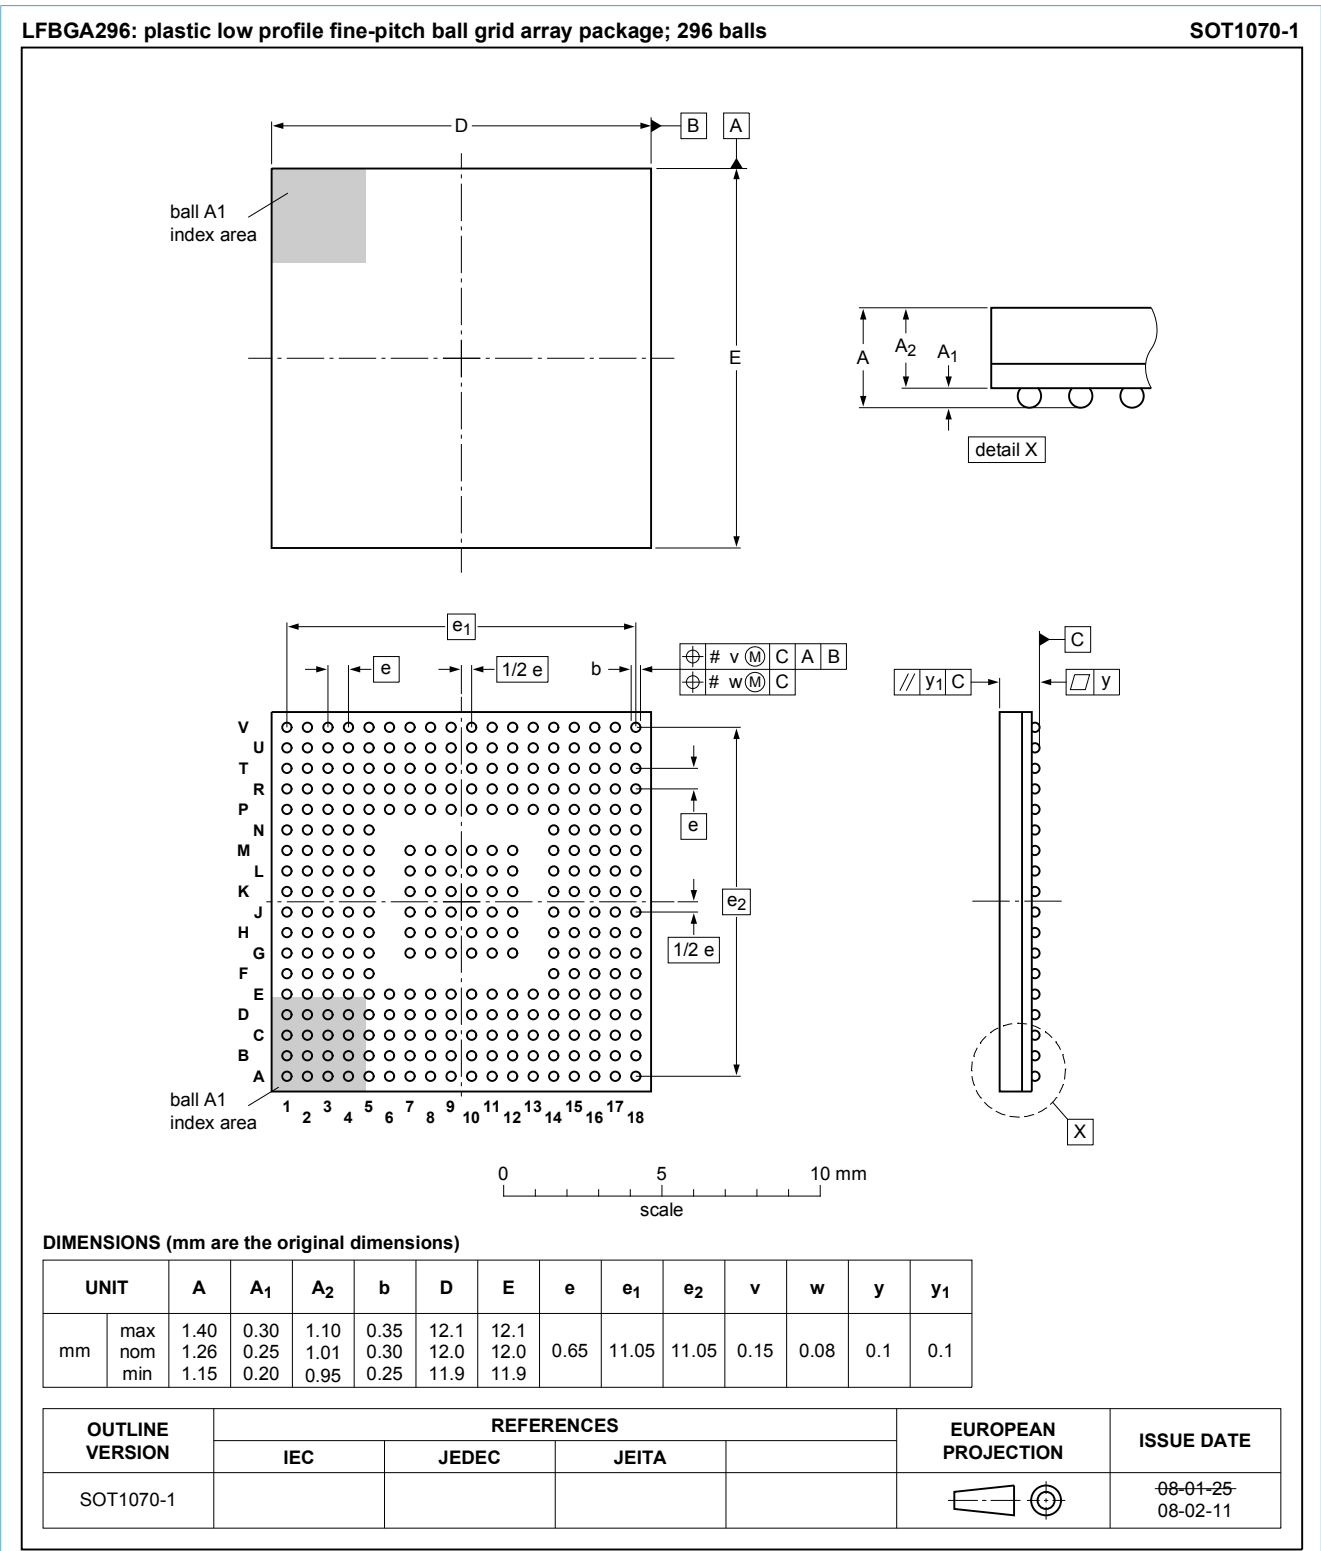 LFBGA296: plastic low profile fine-pitch ball grid array package; 296 balls SOT1070-1
D B A
ball A1
index area
E
A A2 A1
detail X
e1
e 1/2 e b # v M C A B
# w M C
C
// y1 C y
V
U
T
R
P
N
M
L
K
J
H
G
F
E
D
C
B
A
e
e2
1/2 e
ball A1
index area
1 2 3 4 5 6 7 8 9 10 11 12 13 14 15 16 17 18
X
0 5 10 mm
scale
DIMENSIONS (mm are the original dimensions)
UNIT A A1 A2 b D E e e1 e2 v w y y1
mm max 1.40 0.30 1.10 0.35 12.1 12.1 0.65 11.05 11.05 0.15 0.08 0.1 0.1
nom 1.26 0.25 1.01 0.30 12.0 12.0
min 1.15 0.20 0.95 0.25 11.9 11.9
OUTLINE VERSION REFERENCES EUROPEAN PROJECTION ISSUE DATE
IEC JEDEC JEITA
SOT1070-1 08-01-25
08-02-11